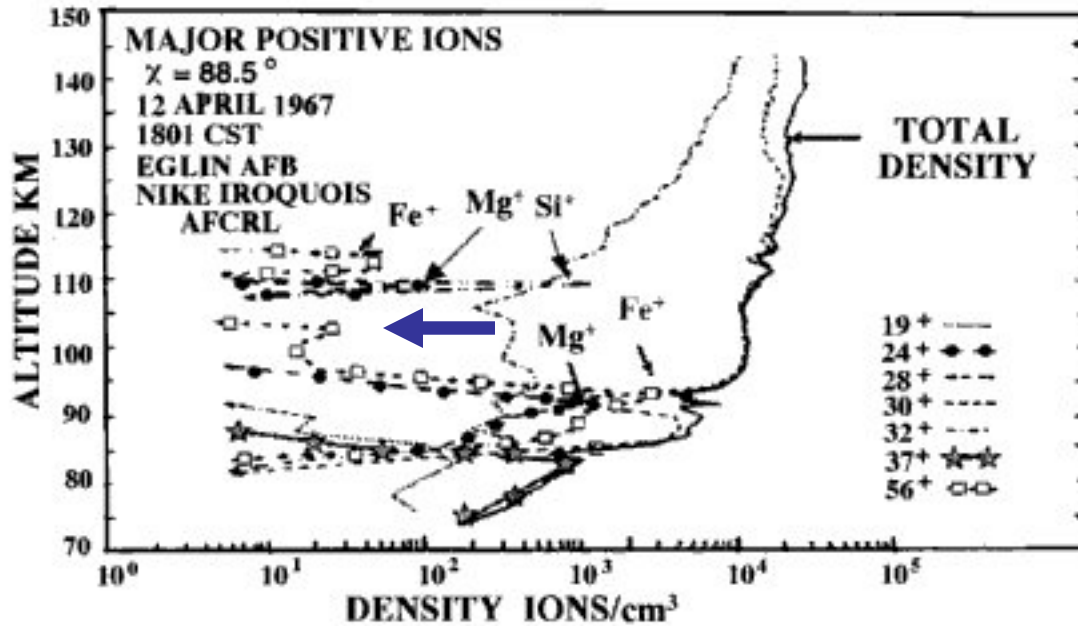 150
140
130
120
110
100
90
80
70
ALTITUDE KM
MAJOR POSITIVE IONS
χ = 88.5°
12 APRIL 1967
1801 CST
EGLIN AFB
NIKE IROQUOIS
AFCRL
Fe⁺
Mg⁺
Si⁺
TOTAL
DENSITY
Fe⁺
Mg⁺
19⁺
24⁺
28⁺
30⁺
32⁺
37⁺
56⁺
10⁰
10¹
10²
10³
10⁴
10⁵
DENSITY IONS/cm³